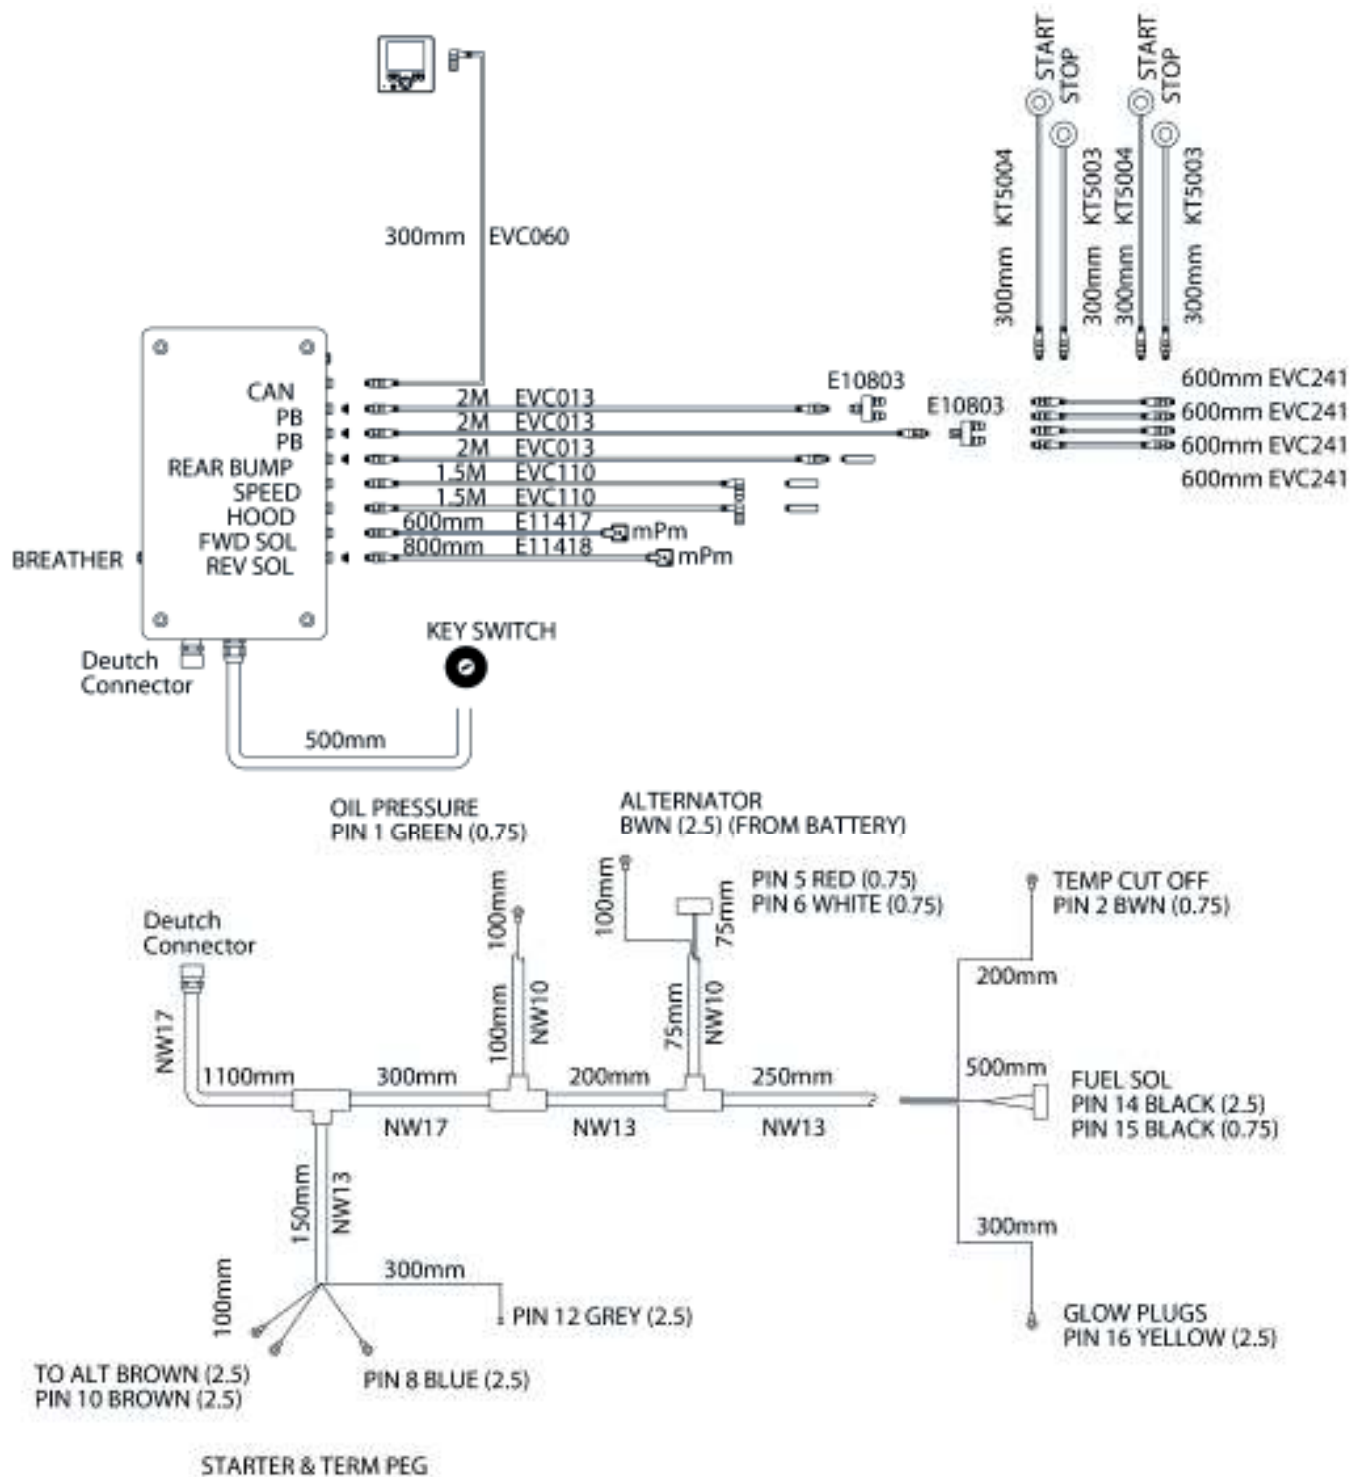 START
STOP
START
STOP
300mm KT5004
300mm KT5003
300mm KT5004
300mm KT5003
300mm EVC060
CAN
PB
PB
REAR BUMP
SPEED
HOOD
FWD SOL
REV SOL
BREATHER
2M EVC013
2M EVC013
2M EVC013
1.5M EVC110
1.5M EVC110
600mm E11417
mPm
800mm E11418
mPm
E10803
E10803
600mm EVC241
600mm EVC241
600mm EVC241
600mm EVC241
Deutch
Connector
KEY SWITCH
500mm
OIL PRESSURE
PIN 1 GREEN (0.75)
ALTERNATOR
BWN (2.5) (FROM BATTERY)
100mm
100mm
75mm
PIN 5 RED (0.75)
PIN 6 WHITE (0.75)
TEMP CUT OFF
PIN 2 BWN (0.75)
200mm
Deutch
Connector
NW17
100mm
NW10
75mm
NW10
1100mm
300mm
200mm
250mm
NW17
NW13
NW13
500mm
FUEL SOL
PIN 14 BLACK (2.5)
PIN 15 BLACK (0.75)
150mm
NW13
300mm
300mm
100mm
PIN 12 GREY (2.5)
GLOW PLUGS
PIN 16 YELLOW (2.5)
TO ALT BROWN (2.5)
PIN 10 BROWN (2.5)
PIN 8 BLUE (2.5)
STARTER & TERM PEG